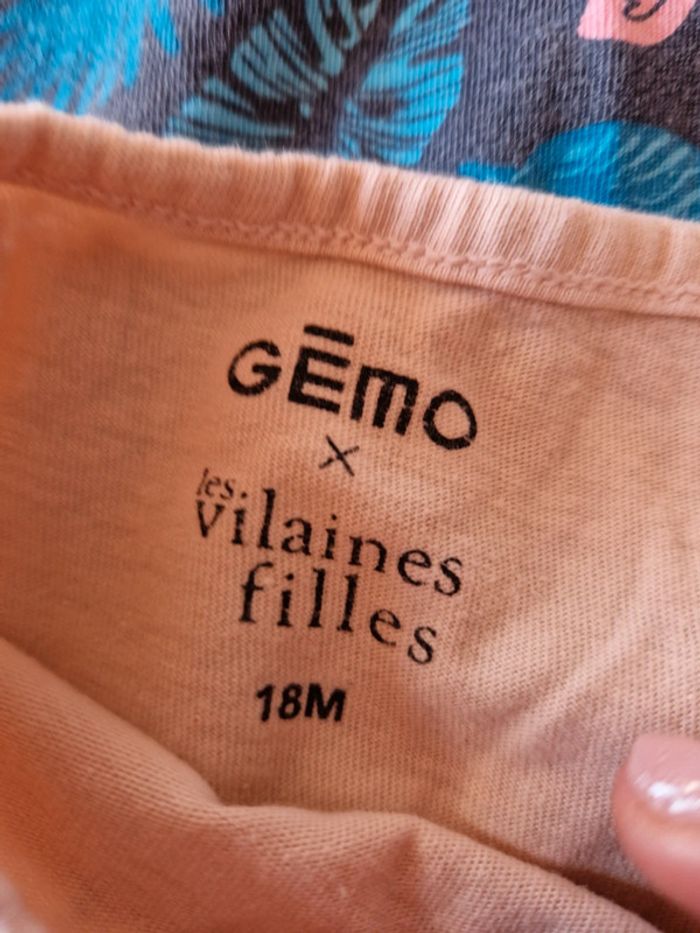 GĒMO
×
les.
vilaines
filles
18M